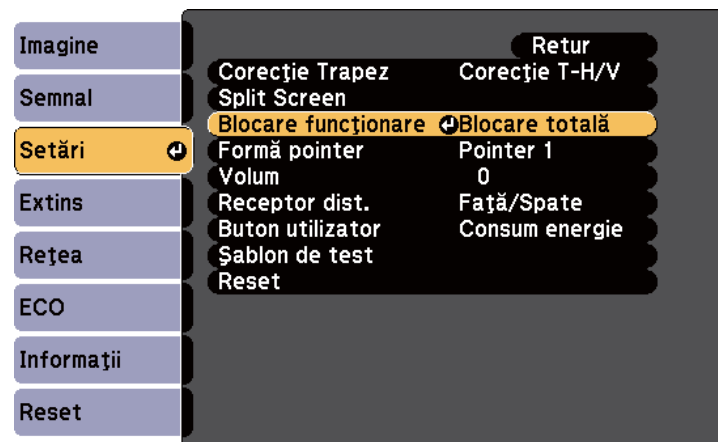 Imagine
Semnal
Setări
Extins
Reţea
ECO
Informaţii
Reset
Retur
Corecţie Trapez Corecţie T-H/V
Split Screen
Blocare funcţionare Blocare totală
Formă pointer Pointer 1
Volum 0
Receptor dist. Faţă/Spate
Buton utilizator Consum energie
Şablon de test
Reset